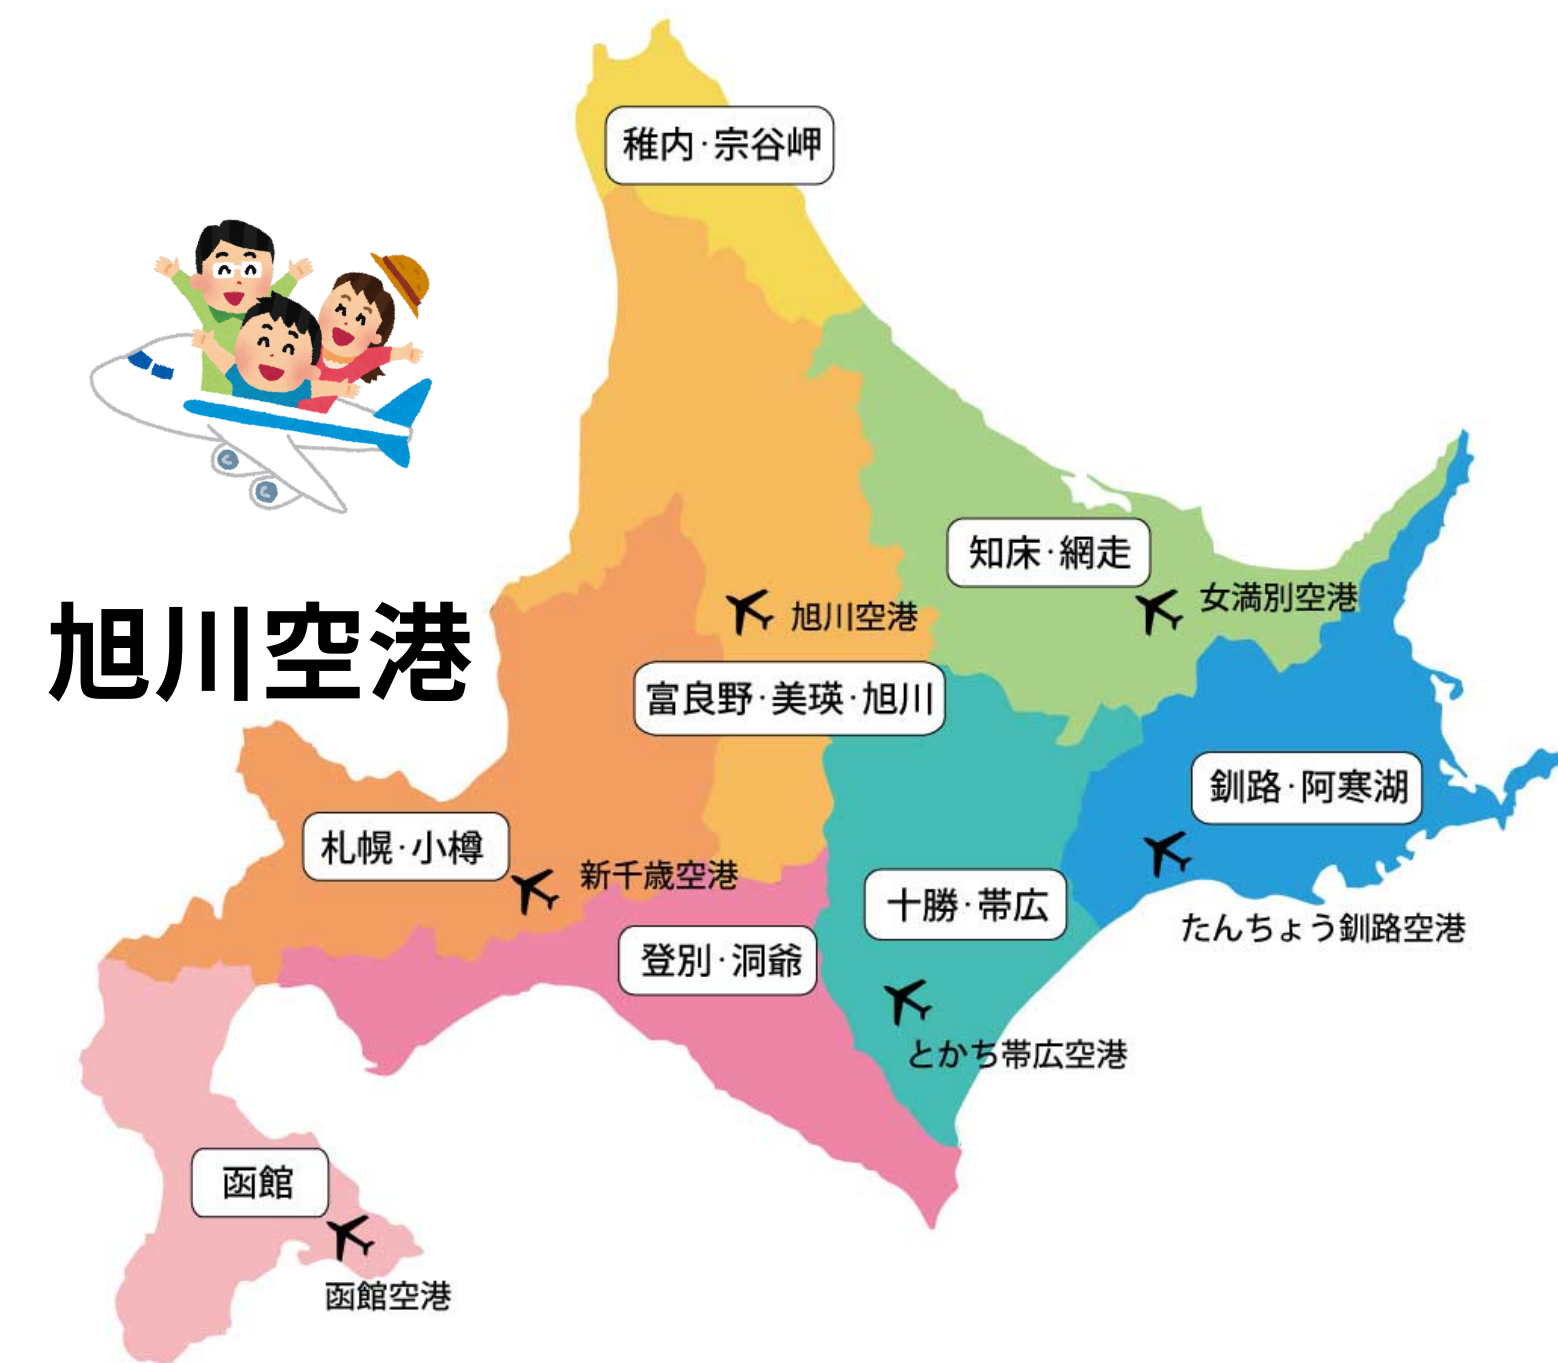 稚内·宗谷岬
知床·網走
女満別空港
旭川空港
旭川空港
富良野·美瑛·旭川
釧路·阿寒湖
札幌·小樽
新千歳空港
十勝·帯広
たんちょう釧路空港
登別·洞爺
とかち帯広空港
函館
函館空港